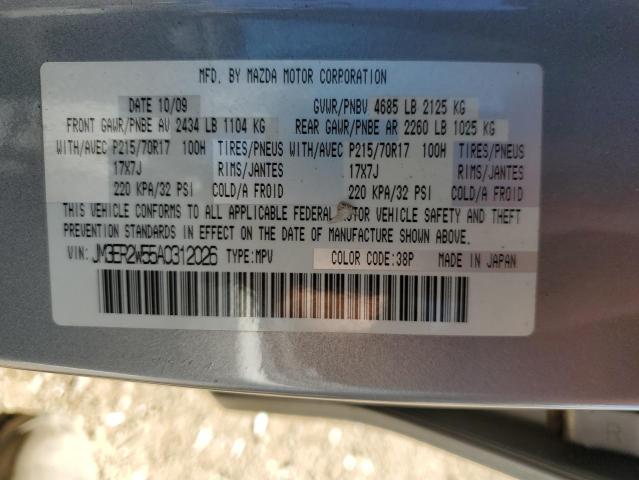 MFD. BY MAZDA MOTOR CORPORATION
DATE 10/09 GVWR/PNBV 4685 LB 2125 KG
FRONT GAWR/PNBE AV 2434 LB 1104 KG REAR GAWR/PNBE AR 2260 LB 1025 KG
WITH/AVEC P215/70R17 100H TIRES/PNEUS WITH/AVEC P215/70R17 100H TIRES/PNEUS
17X7J RIMS/JANTES 17X7J RIMS/JANTES
220 KPA/32 PSI COLD/A FROID 220 KPA/32 PSI COLD/A FROID
THIS VEHICLE CONFORMS TO ALL APPLICABLE FEDERAL MOTOR VEHICLE SAFETY AND THEFT
PREVENTION STANDARDS IN EFFECT ON THE DATE OF MANUFACTURE SHOWN ABOVE.
VIN: JM3ER2W55A0312026 TYPE:MPV COLOR CODE:38P MADE IN JAPAN
R